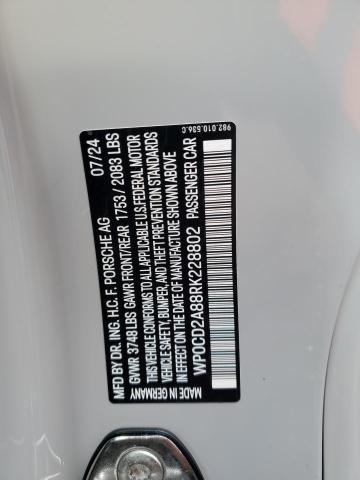 982.010.536.C
MFD BY DR. ING. H.C. F. PORSCHE AG 07/24
GVWR 3748LBS GAWR FRONT/REAR 1753/2083 LBS
THIS VEHICLE CONFORMS TO ALL APPLICABLE U.S.FEDERAL MOTOR
VEHICLE SAFETY, BUMPER, AND THEFT PREVENTION STANDARDS
IN EFFECT ON THE DATE OF MANUFACTURE SHOWN ABOVE
MADE IN GERMANY
WP0CD2A88RK228802 PASSENGER CAR